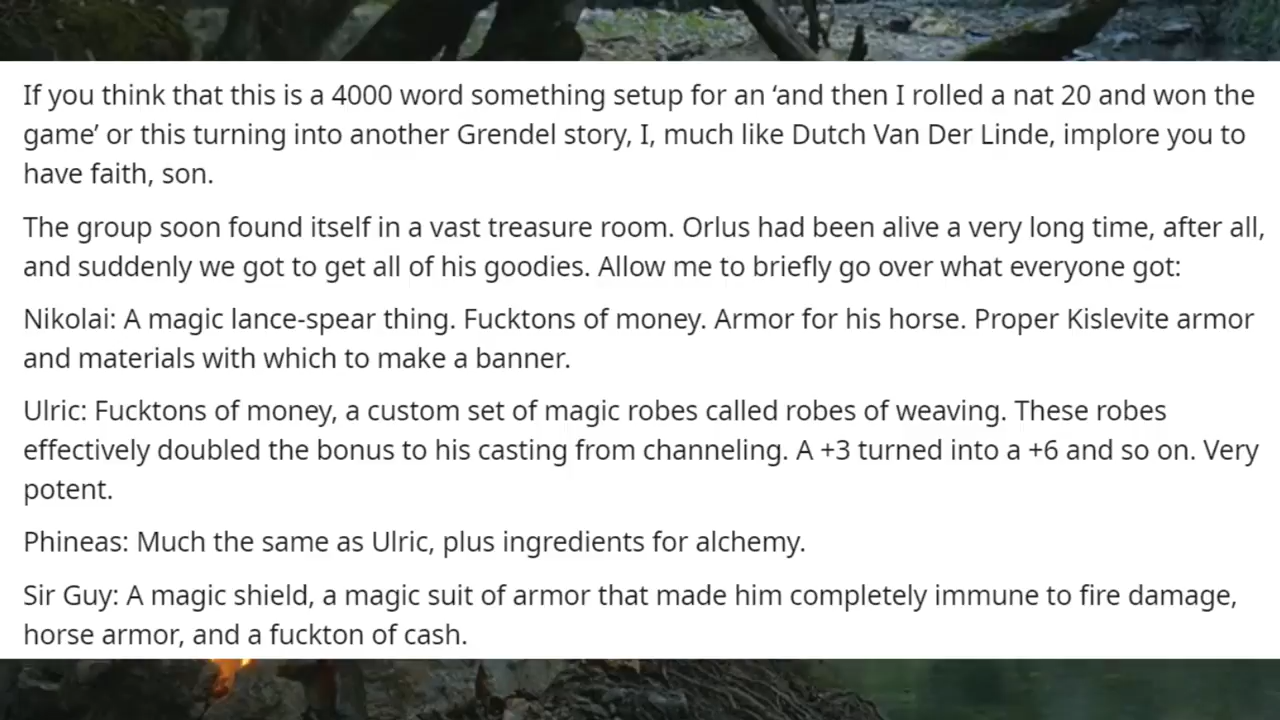 If you think that this is a 4000 word something setup for an ‘and then I rolled a nat 20 and won the
game’ or this turning into another Grendel story, I, much like Dutch Van Der Linde, implore you to
have faith, son.
The group soon found itself in a vast treasure room. Orlus had been alive a very long time, after all,
and suddenly we got to get all of his goodies. Allow me to briefly go over what everyone got:
Nikolai: A magic lance-spear thing. Fucktons of money. Armor for his horse. Proper Kislevite armor
and materials with which to make a banner.
Ulric: Fucktons of money, a custom set of magic robes called robes of weaving. These robes
effectively doubled the bonus to his casting from channeling. A +3 turned into a +6 and so on. Very
potent.
Phineas: Much the same as Ulric, plus ingredients for alchemy.
Sir Guy: A magic shield, a magic suit of armor that made him completely immune to fire damage,
horse armor, and a fuckton of cash.